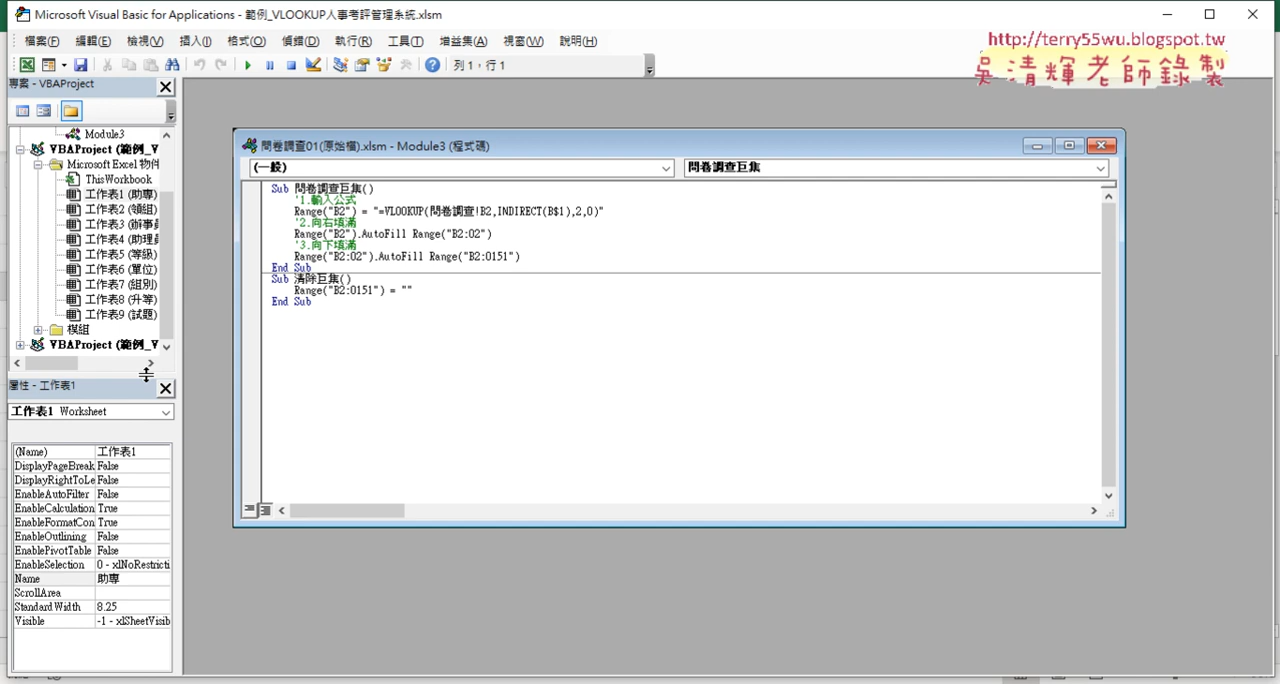 Microsoft Visual Basic for Applications - 範例_VLOOKUP人事考評管理系統.xlsm
檔案(F) 編輯(E) 檢視(V) 插入(I) 格式(O) 偵錯(D) 執行(R) 工具(T) 增益集(A) 視窗(W) 說明(H)
http://terry55wu.blogspot.tw
吳清輝老師錄製
列 1，行 1
專案 - VBAProject
Module3
VBAProject (範例_V
Microsoft Excel 物件
ThisWorkbook
工作表1 (助專)
工作表2 (領組)
工作表3 (辦事員
工作表4 (助理員
工作表5 (等級)
工作表6 (單位)
工作表7 (組別)
工作表8 (升等)
工作表9 (試題)
模組
VBAProject (範例_V
屬性 - 工作表1
工作表1 Worksheet
(Name) 工作表1
DisplayPageBreak False
DisplayRightToLe False
EnableAutoFilter False
EnableCalculation True
EnableFormatCon True
EnableOutlining False
EnablePivotTable False
EnableSelection 0 - xlNoRestricti
Name 助專
ScrollArea
StandardWidth 8.25
Visible -1 - xlSheetVisib
問卷調查01(原始檔).xlsm - Module3 (程式碼)
(一般) 問卷調查巨集
Sub 問卷調查巨集()
'1.輸入公式
Range("B2") = "=VLOOKUP(問卷調查!B2,INDIRECT(B$1),2,0)"
'2.向右填滿
Range("B2").AutoFill Range("B2:O2")
'3.向下填滿
Range("B2:O2").AutoFill Range("B2:O151")
End Sub
Sub 清除巨集()
Range("B2:O151") = ""
End Sub